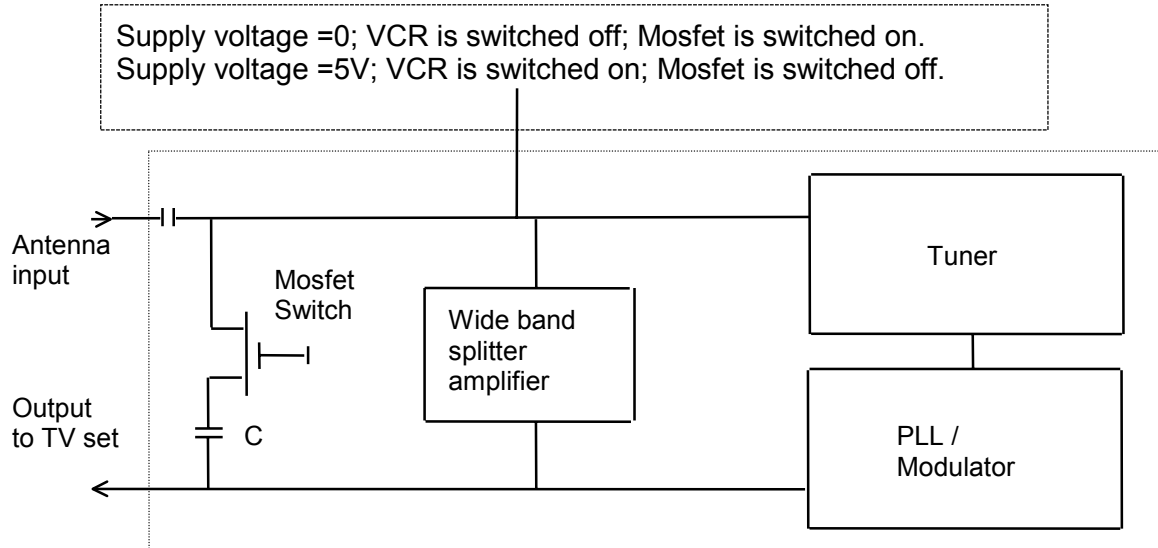 Supply voltage =0; VCR is switched off; Mosfet is switched on.
Supply voltage =5V; VCR is switched on; Mosfet is switched off.
Antenna
input
Mosfet
Switch
Wide band
splitter
amplifier
Tuner
Output
to TV set
C
PLL /
Modulator